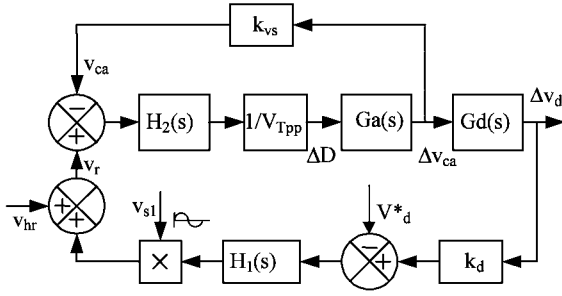 k_vs
v_ca
−
+
H_2(s)
1/V_Tpp
Ga(s)
Gd(s)
Δv_d
ΔD
Δv_ca
v_r
v_hr
+
+
v_s1
×
H_1(s)
V*_d
−
+
k_d